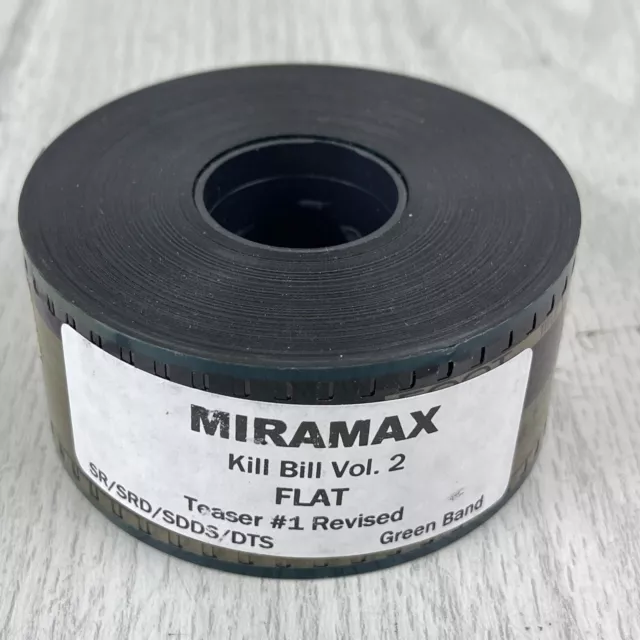 MIRAMAX
Kill Bill Vol. 2
FLAT
Teaser #1 Revised
SR/SRD/SDDS/DTS
Green Band